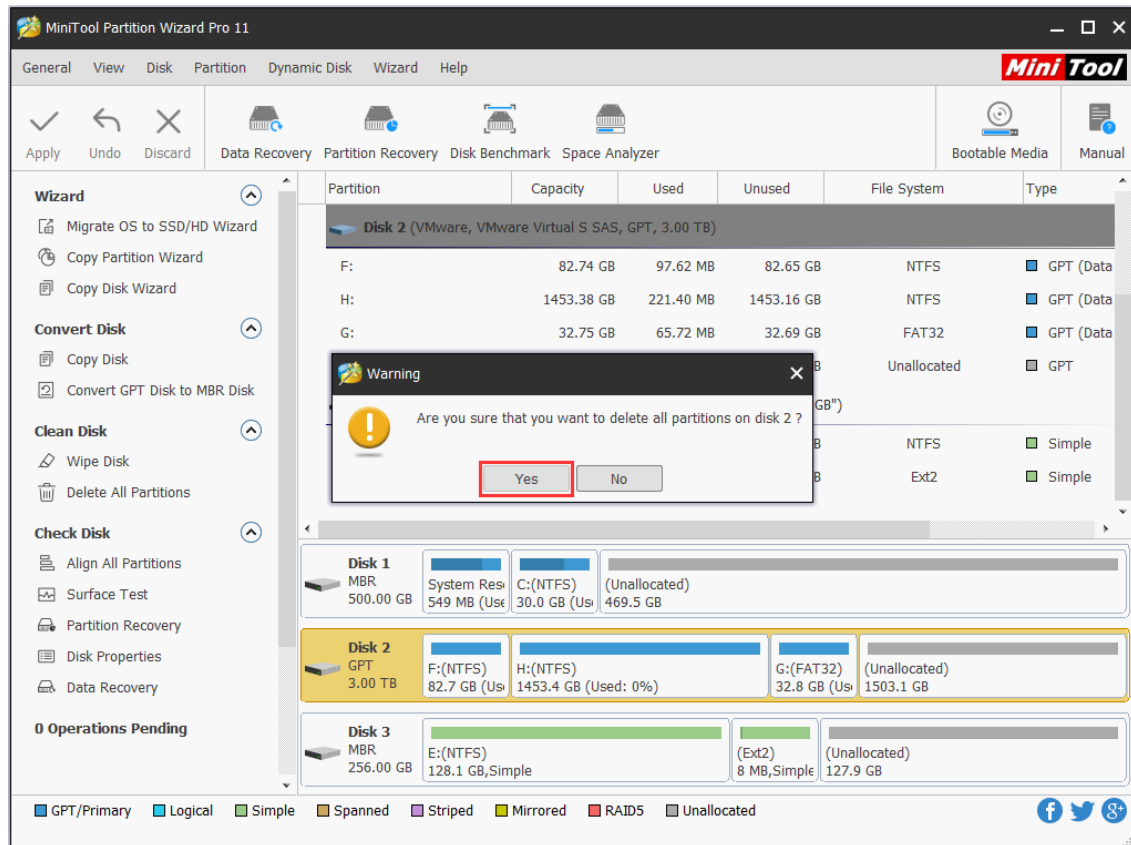 MiniTool Partition Wizard Pro 11
General View Disk Partition Dynamic Disk Wizard Help
Mini Tool
Apply Undo Discard Data Recovery Partition Recovery Disk Benchmark Space Analyzer Bootable Media Manual
Wizard
Migrate OS to SSD/HD Wizard
Copy Partition Wizard
Copy Disk Wizard
Convert Disk
Copy Disk
Convert GPT Disk to MBR Disk
Clean Disk
Wipe Disk
Delete All Partitions
Check Disk
Align All Partitions
Surface Test
Partition Recovery
Disk Properties
Data Recovery
0 Operations Pending
Partition Capacity Used Unused File System Type
Disk 2 (VMware, VMware Virtual S SAS, GPT, 3.00 TB)
F: 82.74 GB 97.62 MB 82.65 GB NTFS GPT (Data
H: 1453.38 GB 221.40 MB 1453.16 GB NTFS GPT (Data
G: 32.75 GB 65.72 MB 32.69 GB FAT32 GPT (Data
B Unallocated GPT
GB")
B NTFS Simple
B Ext2 Simple
Warning
Are you sure that you want to delete all partitions on disk 2 ?
Yes No
Disk 1
MBR
500.00 GB
System Res
549 MB (Use
C:(NTFS)
30.0 GB (Us
(Unallocated)
469.5 GB
Disk 2
GPT
3.00 TB
F:(NTFS)
82.7 GB (Us
H:(NTFS)
1453.4 GB (Used: 0%)
G:(FAT32)
32.8 GB (Us
(Unallocated)
1503.1 GB
Disk 3
MBR
256.00 GB
E:(NTFS)
128.1 GB,Simple
(Ext2)
8 MB,Simple
(Unallocated)
127.9 GB
GPT/Primary Logical Simple Spanned Striped Mirrored RAID5 Unallocated